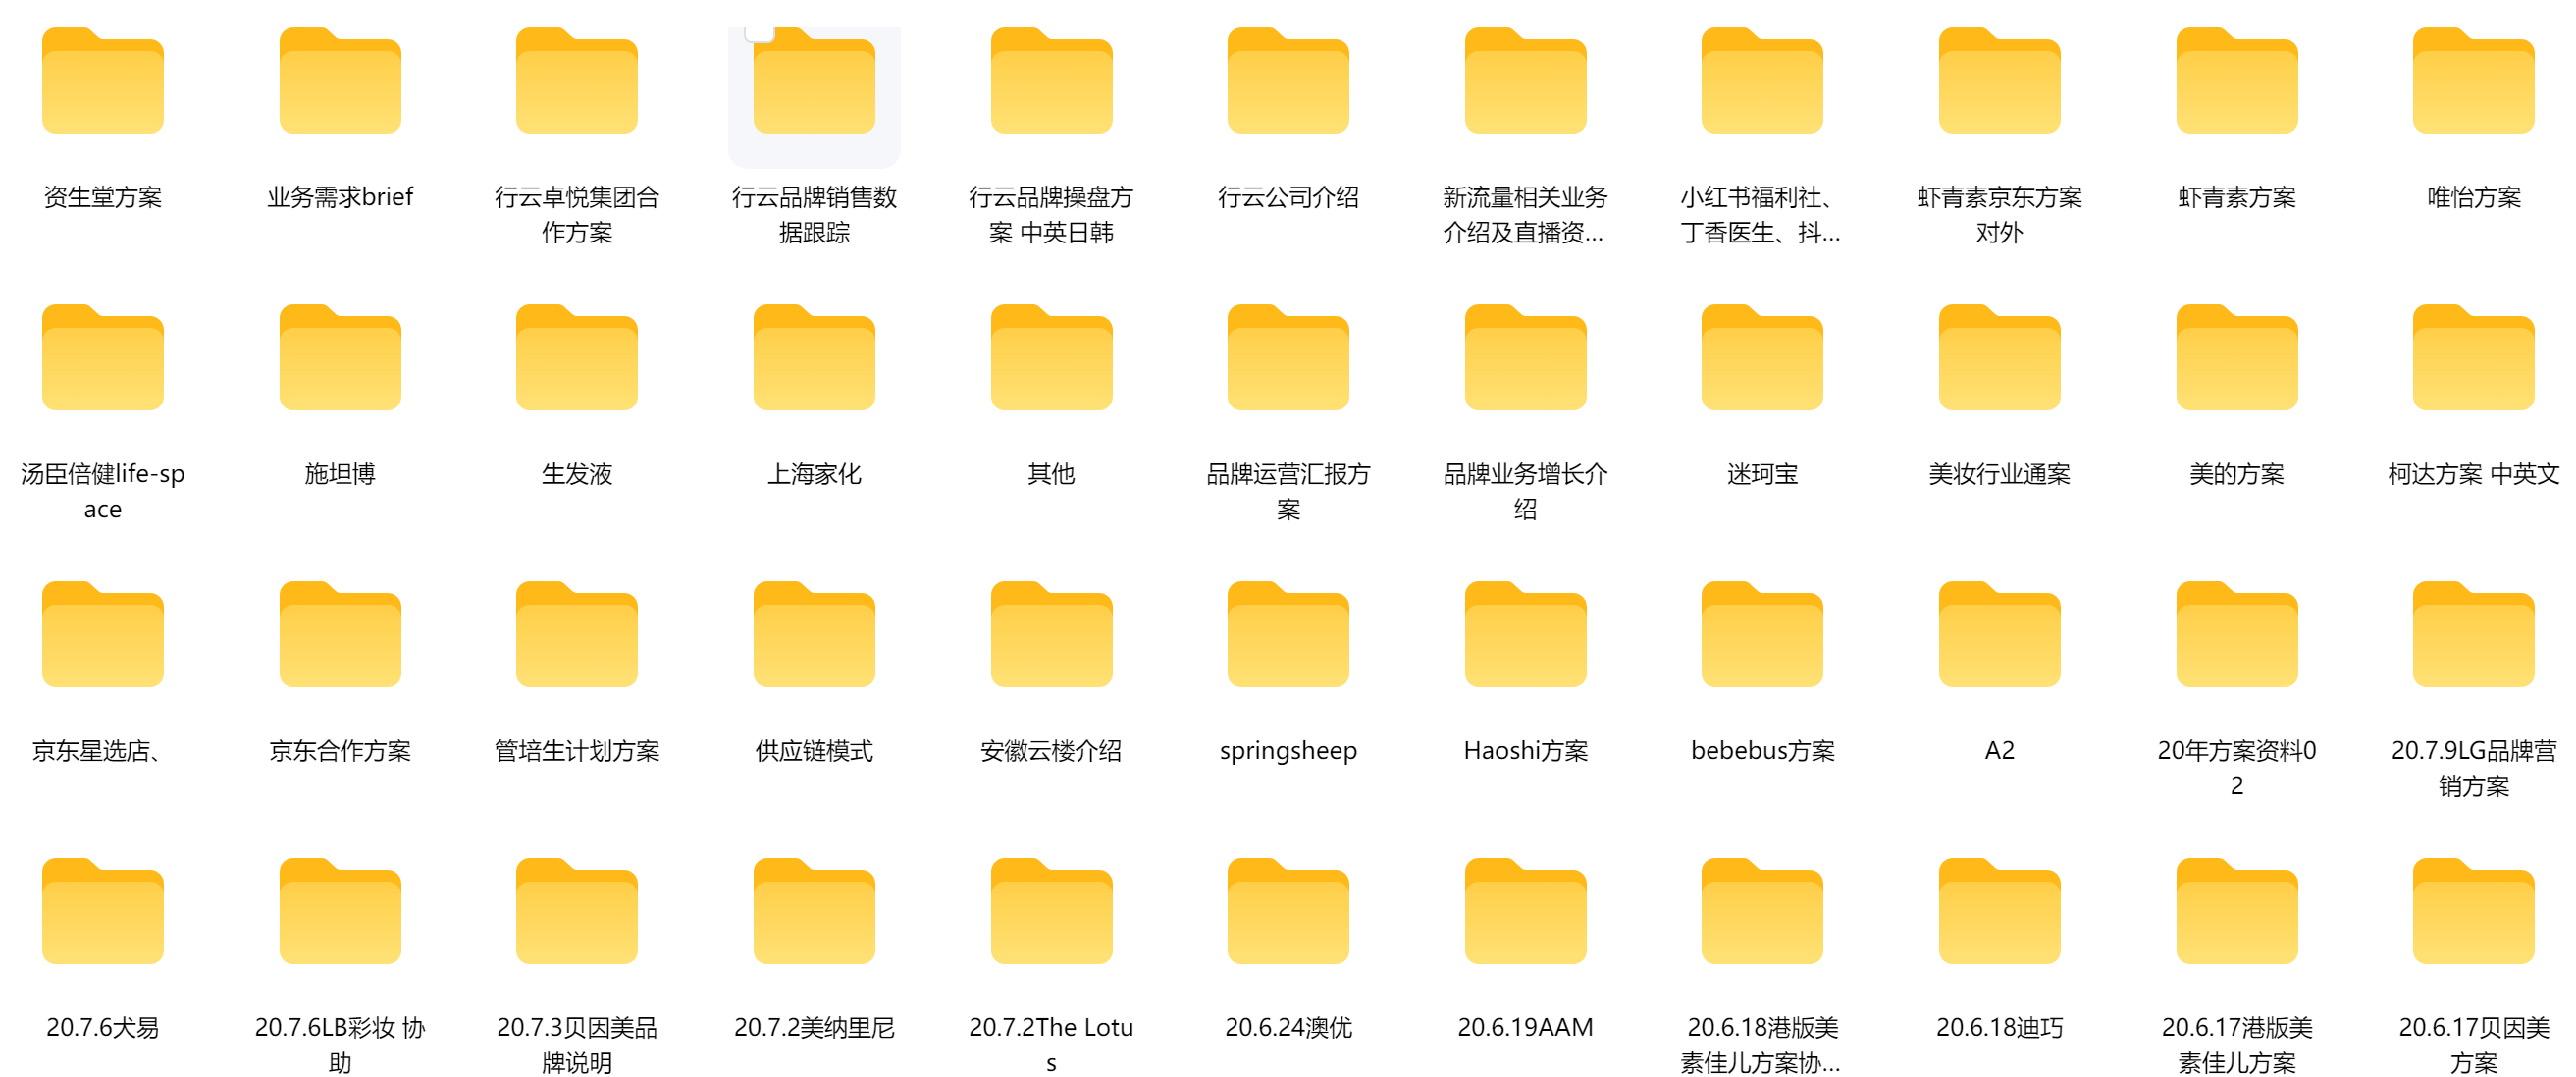 资生堂方案
业务需求brief
行云卓悦集团合
作方案
行云品牌销售数
据跟踪
行云品牌操盘方
案 中英日韩
行云公司介绍
新流量相关业务
介绍及直播资...
小红书福利社、
丁香医生、抖...
虾青素京东方案
对外
虾青素方案
唯怡方案
汤臣倍健life-sp
ace
施坦博
生发液
上海家化
其他
品牌运营汇报方
案
品牌业务增长介
绍
迷珂宝
美妆行业通案
美的方案
柯达方案 中英文
京东星选店、
京东合作方案
管培生计划方案
供应链模式
安徽云楼介绍
springsheep
Haoshi方案
bebebus方案
A2
20年方案资料0
2
20.7.9LG品牌营
销方案
20.7.6犬易
20.7.6LB彩妆 协
助
20.7.3贝因美品
牌说明
20.7.2美纳里尼
20.7.2The Lotu
s
20.6.24澳优
20.6.19AAM
20.6.18港版美
素佳儿方案协...
20.6.18迪巧
20.6.17港版美
素佳儿方案
20.6.17贝因美
方案